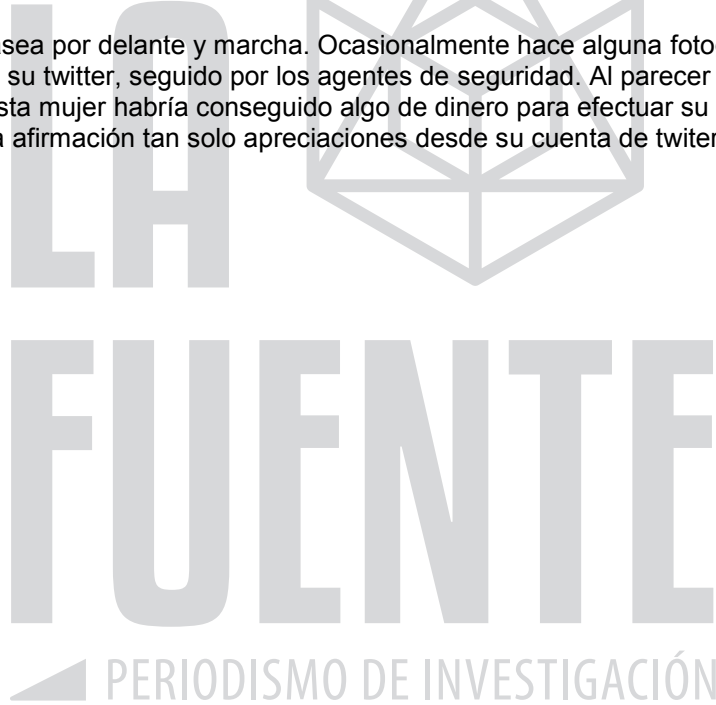 asea por delante y marcha. Ocasionalmente hace alguna foto
su twitter, seguido por los agentes de seguridad. Al parecer
sta mujer habría conseguido algo de dinero para efectuar su
a afirmación tan solo apreciaciones desde su cuenta de twiter
LA
FUENTE
PERIODISMO DE INVESTIGACIÓN